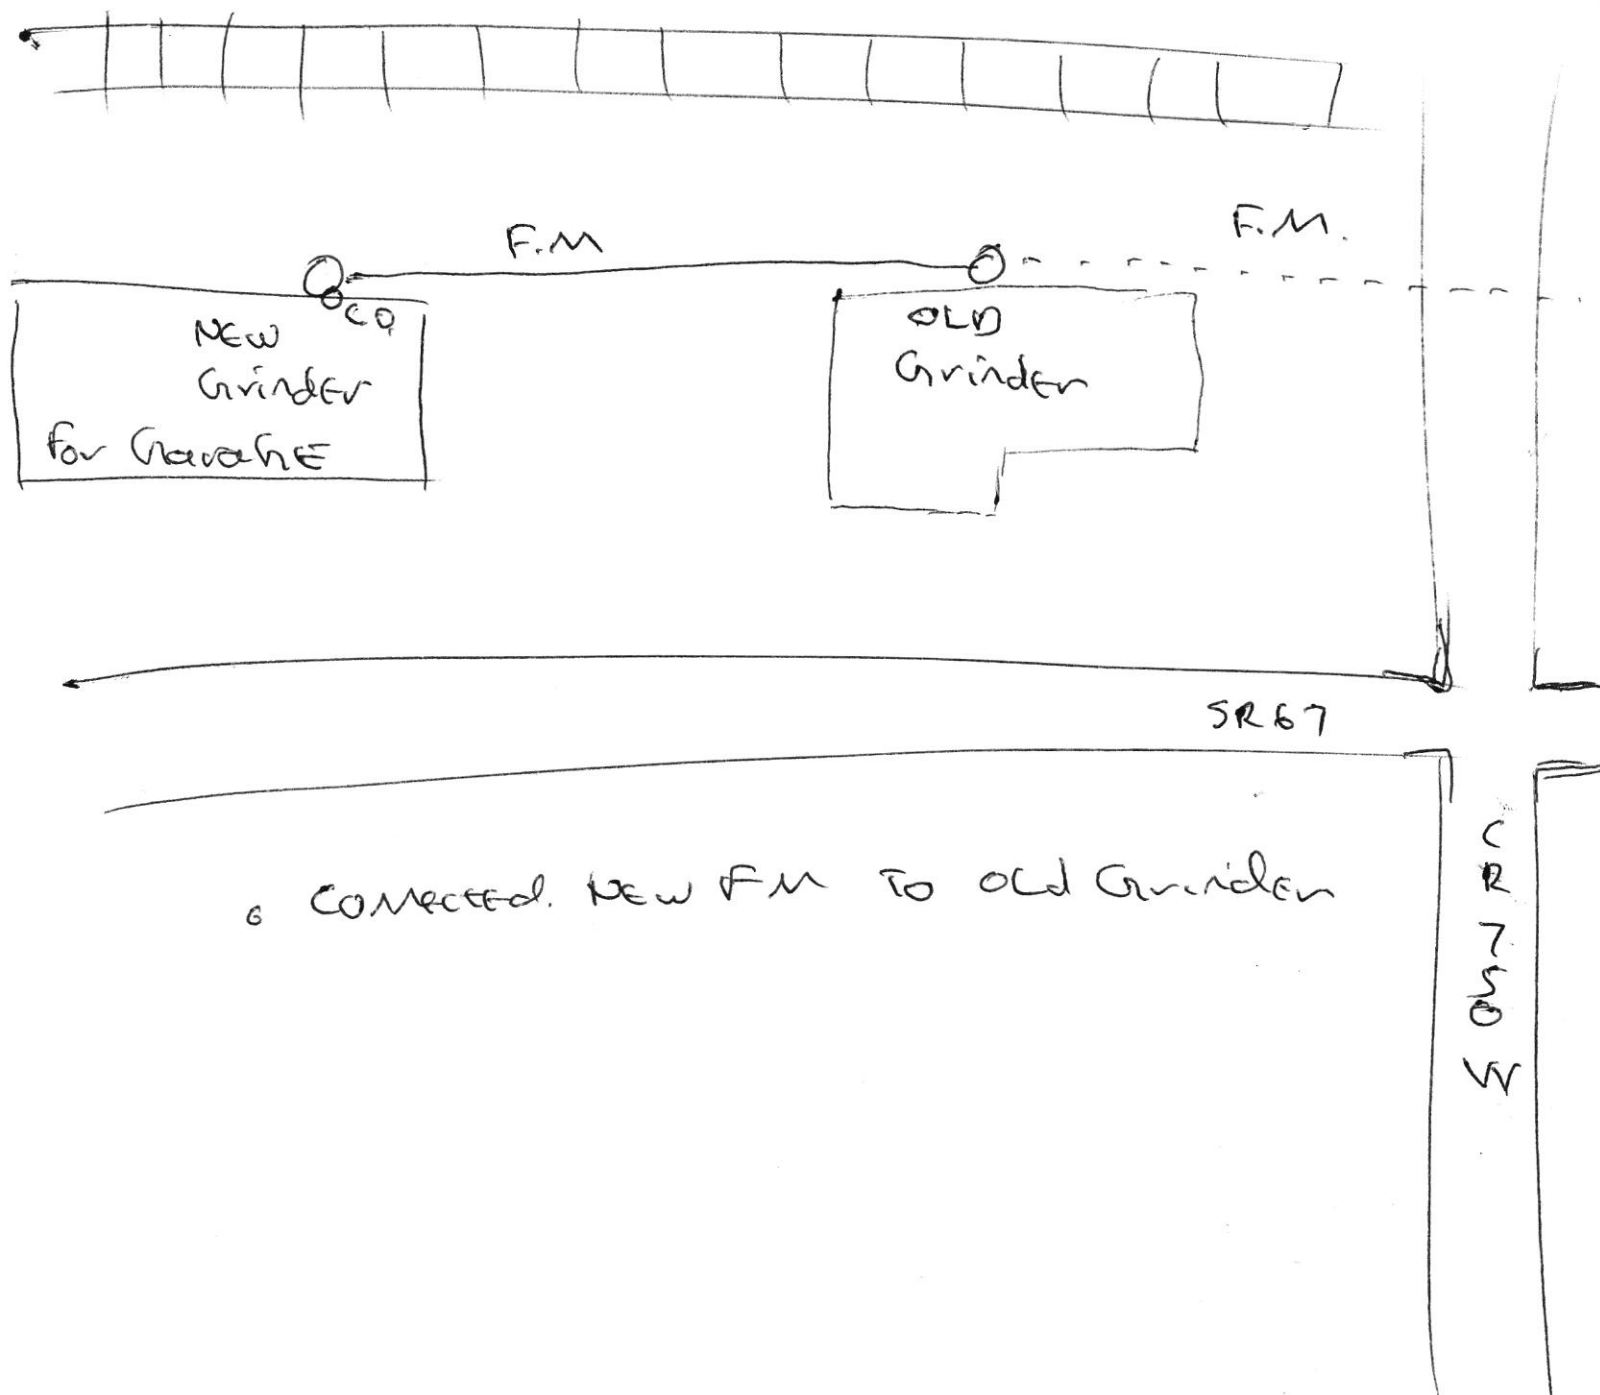 F.M
F.M.
CO
NEW
Grinder
For GaraGE
OLD
Grinder
SR67
CR750W
Connected. NEW FM To OLd Grinder